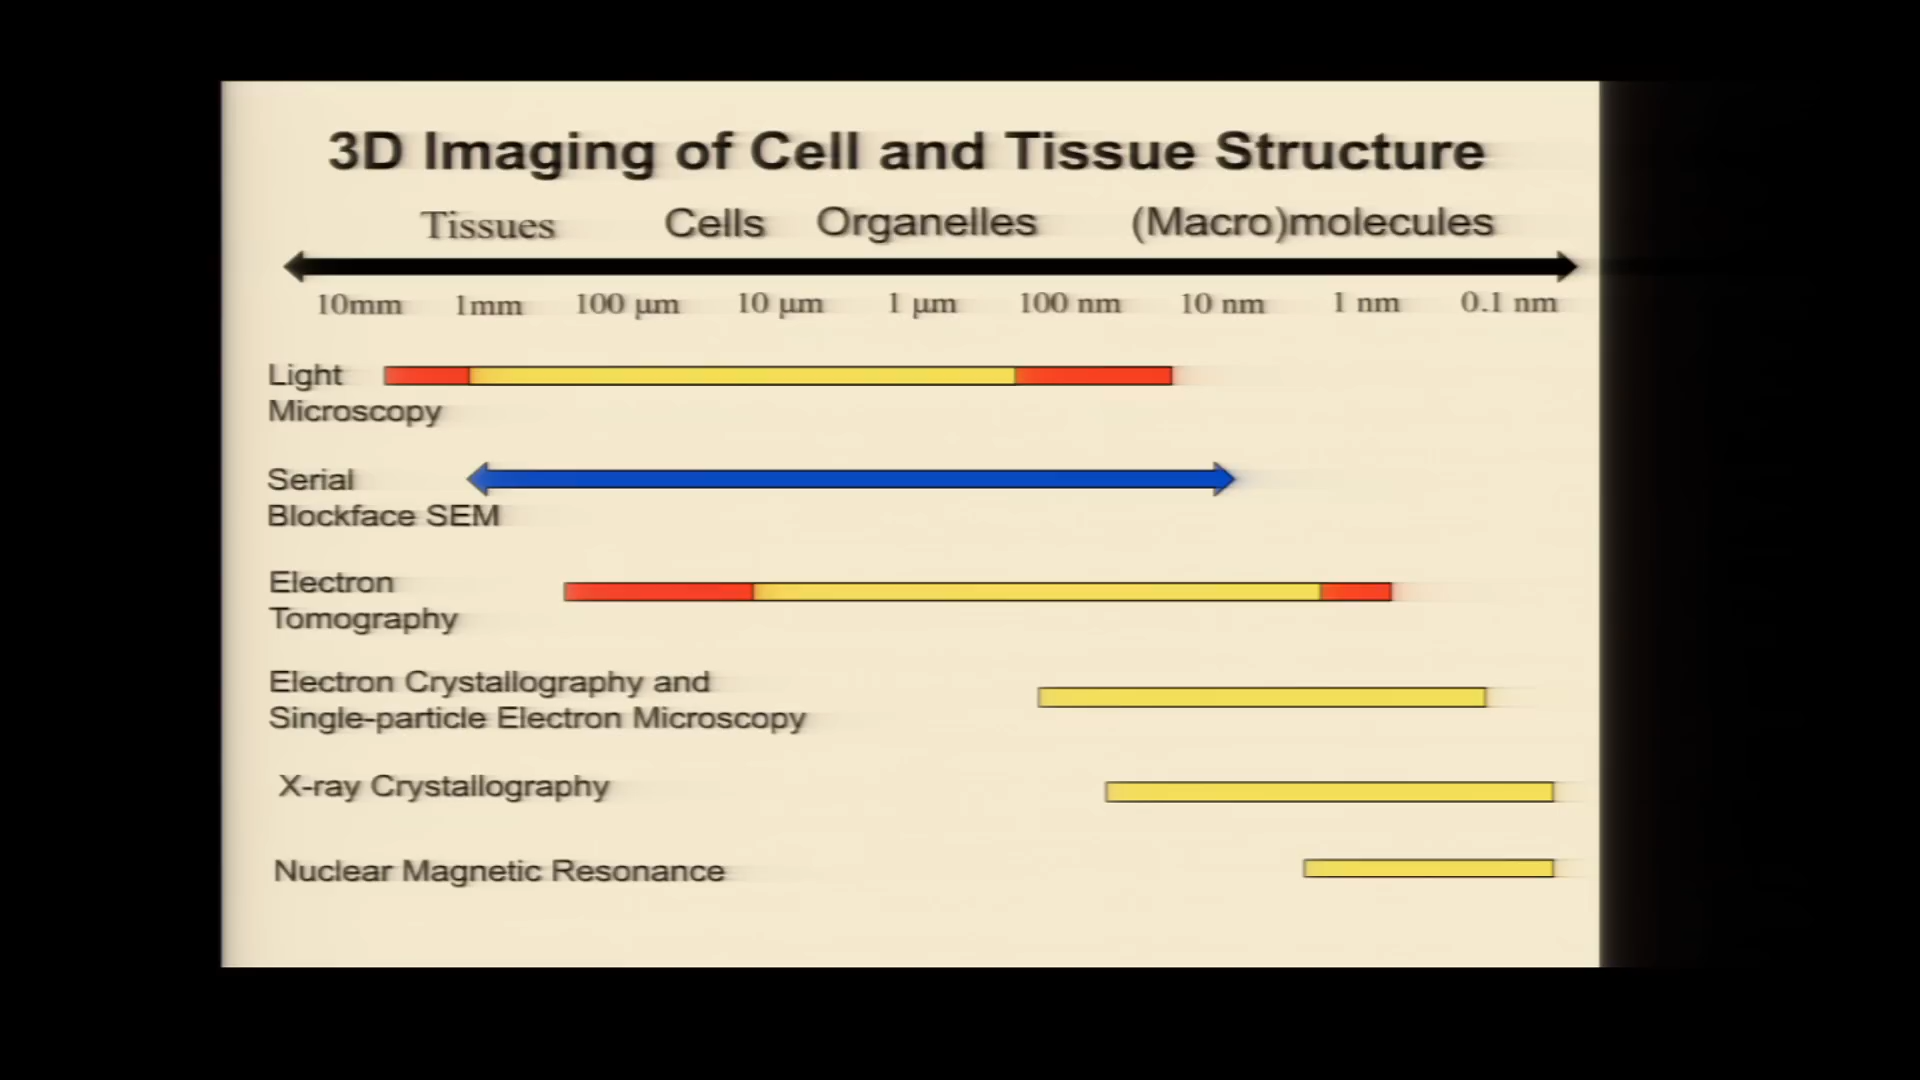 3D Imaging of Cell and Tissue Structure
Tissues Cells Organelles (Macro)molecules
10mm 1mm 100 µm 10 µm 1 µm 100 nm 10 nm 1 nm 0.1 nm
Light
Microscopy
Serial
Blockface SEM
Electron
Tomography
Electron Crystallography and
Single-particle Electron Microscopy
X-ray Crystallography
Nuclear Magnetic Resonance